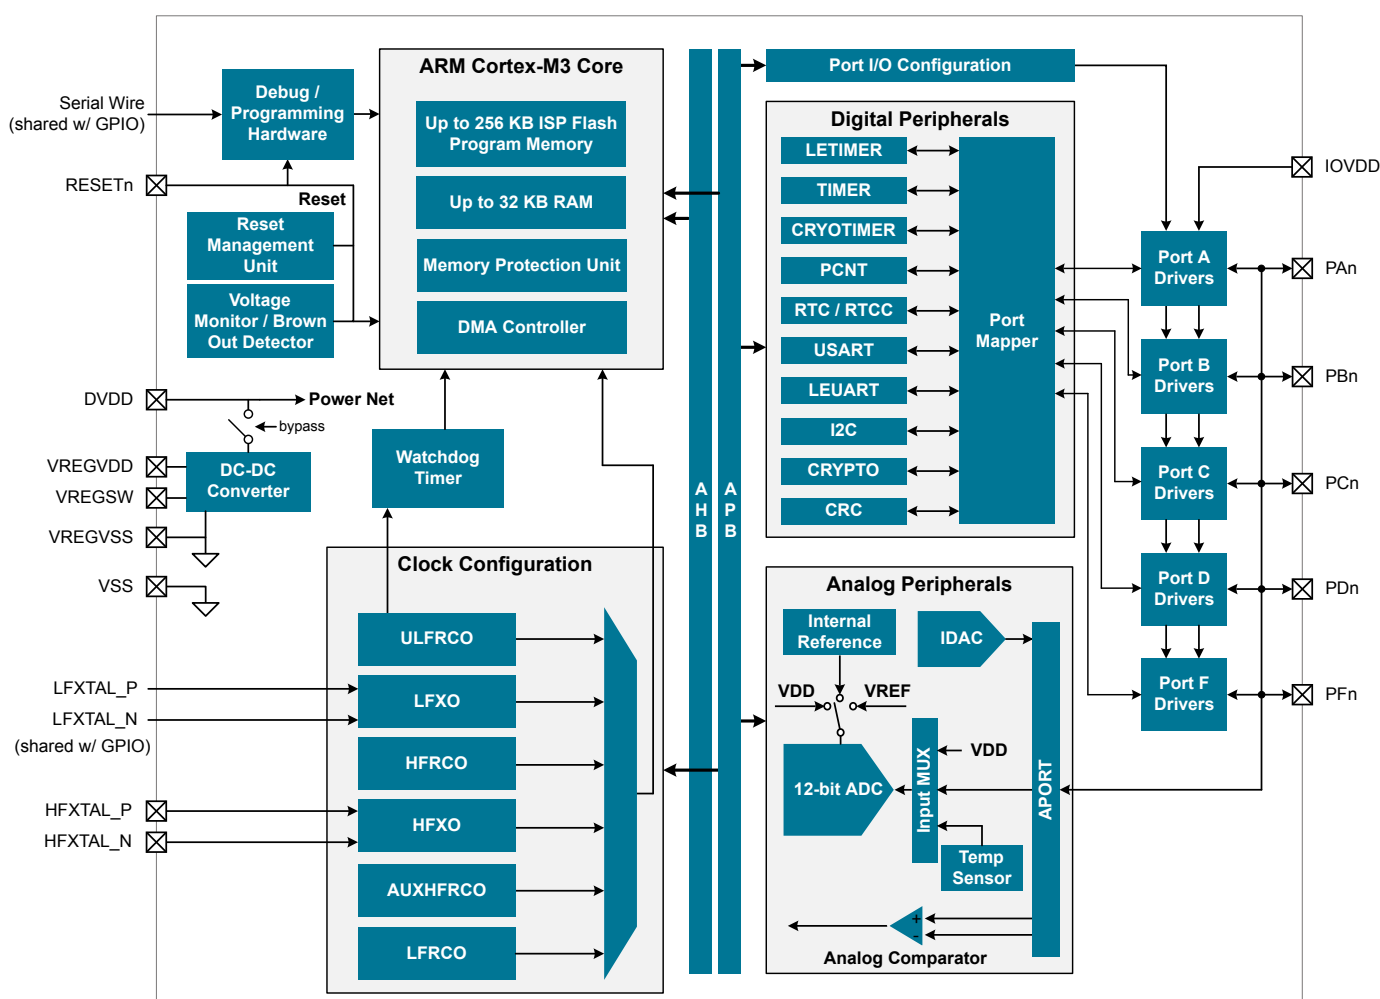 ARM Cortex-M3 Core
Port I/O Configuration
Serial Wire
(shared w/ GPIO)
Debug /
Programming
Hardware
Up to 256 KB ISP Flash
Program Memory
Digital Peripherals
LETIMER
RESETn
Reset
Up to 32 KB RAM
TIMER
IOVDD
Reset
Management
Unit
CRYOTIMER
Memory Protection Unit
PCNT
Port A
Drivers
PAn
Voltage
Monitor / Brown
Out Detector
DMA Controller
RTC / RTCC
Port
Mapper
USART
Port B
Drivers
PBn
DVDD
Power Net
LEUART
bypass
I2C
VREGVDD
DC-DC
Converter
VREGSW
Watchdog
Timer
CRYPTO
Port C
Drivers
PCn
A
H
B
A
P
B
CRC
VREGVSS
Clock Configuration
VSS
Analog Peripherals
Port D
Drivers
PDn
ULFRCO
Internal
Reference
IDAC
LFXTAL_P
LFXO
VDD
VREF
Port F
Drivers
PFn
LFXTAL_N
(shared w/ GPIO)
HFRCO
VDD
12-bit ADC
Input MUX
APORT
HFXTAL_P
HFXO
HFXTAL_N
Temp
Sensor
AUXHFRCO
+
-
LFRCO
Analog Comparator